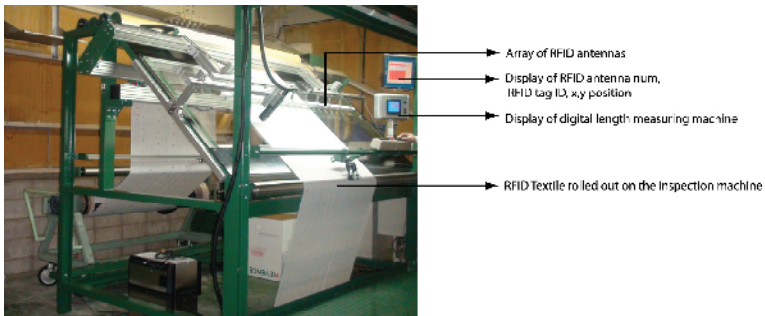 Array of RFID antennas
Display of RFID antenna num,
RFID tag ID, x,y position
Display of digital length measuring machine
RFID Textile rolled out on the inspection machine